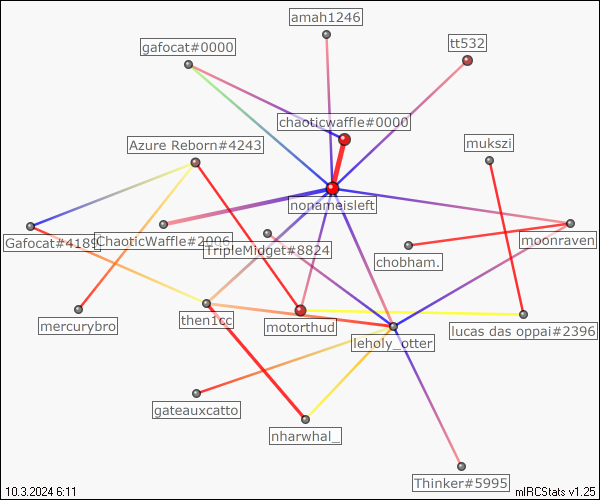 amah1246
gafocat#0000
tt532
chaoticwaffle#0000
Azure Reborn#4243
mukszi
nonameisleft
Gafocat#4189
ChaoticWaffle#2006
TripleMidget#8824
chobham.
moonraven
mercurybro
then1cc
motorthud
leholy_otter
lucas das oppai#2396
gateauxcatto
nharwhal_
Thinker#5995
10.3.2024 6:11
mIRCStats v1.25